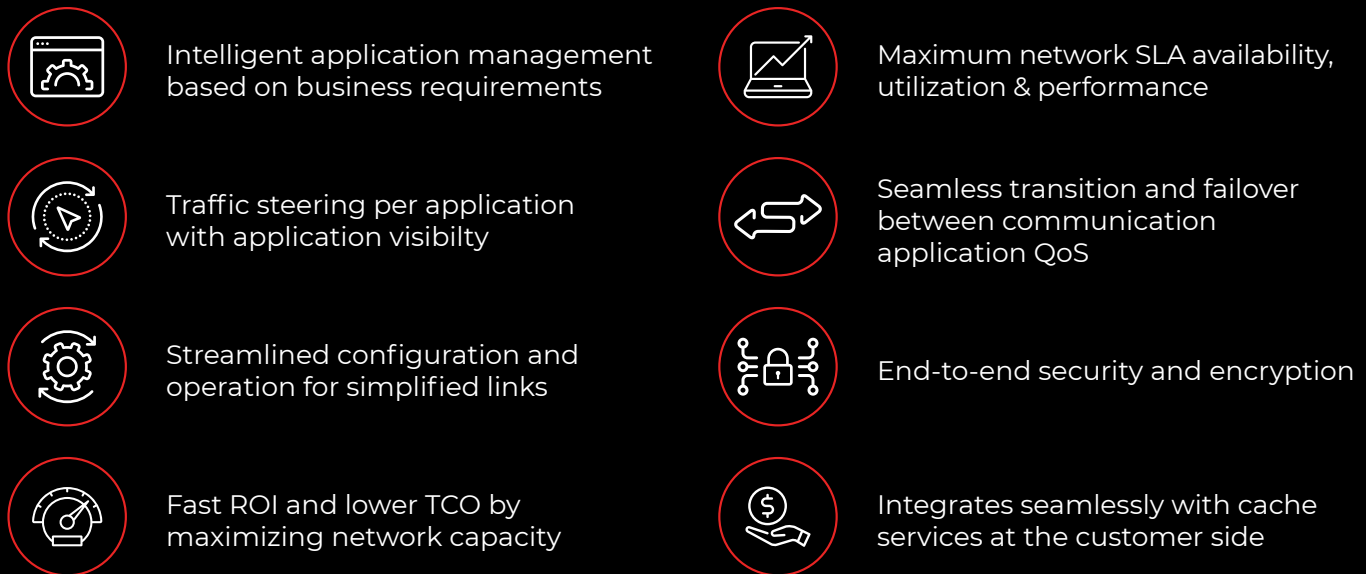 Intelligent application management
based on business requirements
Traffic steering per application
with application visibilty
Streamlined configuration and
operation for simplified links
Fast ROI and lower TCO by
maximizing network capacity
Maximum network SLA availability,
utilization & performance
Seamless transition and failover
between communication
application QoS
End-to-end security and encryption
Integrates seamlessly with cache
services at the customer side